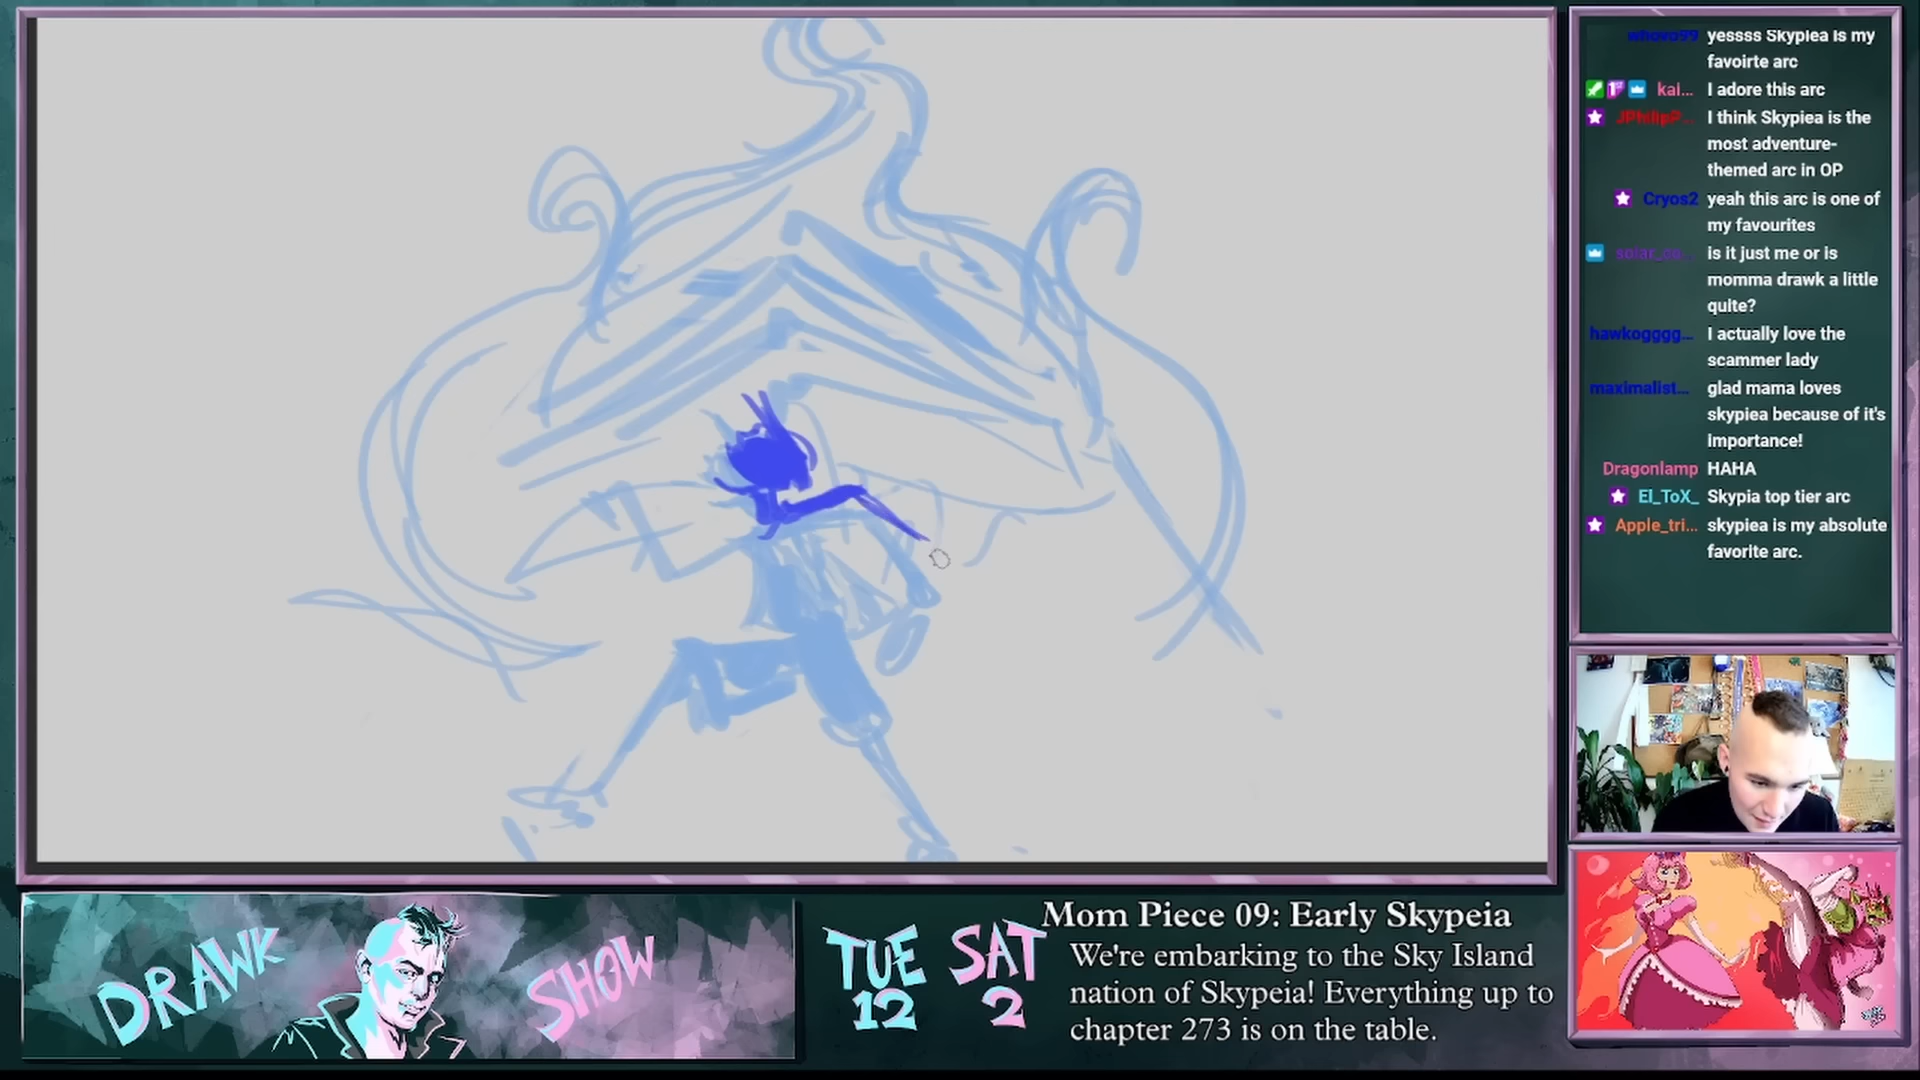 whovo99 yessss Skypiea is my
favoirte arc
kai... I adore this arc
JPhilipP... I think Skypiea is the
most adventure-
themed arc in OP
Cryos2 yeah this arc is one of
my favourites
is it just me or is
momma drawk a little
quite?
hawkogggg... I actually love the
scammer lady
maximalist... glad mama loves
skypiea because of it's
importance!
Dragonlamp HAHA
El_ToX_ Skypia top tier arc
Apple_tri... skypiea is my absolute
favorite arc.
DRAWK SHOW
TUE SAT
12 2
Mom Piece 09: Early Skypeia
We're embarking to the Sky Island
nation of Skypeia! Everything up to
chapter 273 is on the table.